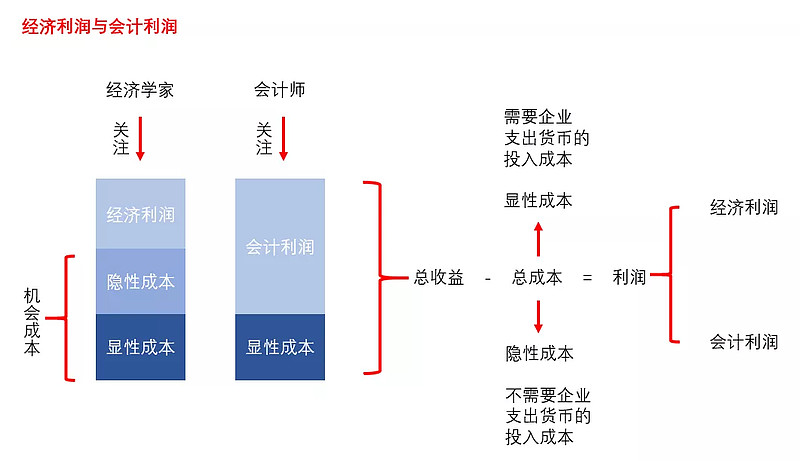 经济利润与会计利润
经济学家
会计师
关注
关注
经济利润
隐性成本
显性成本
机会成本
会计利润
显性成本
需要企业
支出货币的
投入成本
显性成本
总收益 - 总成本 = 利润
隐性成本
不需要企业
支出货币的
投入成本
经济利润
会计利润